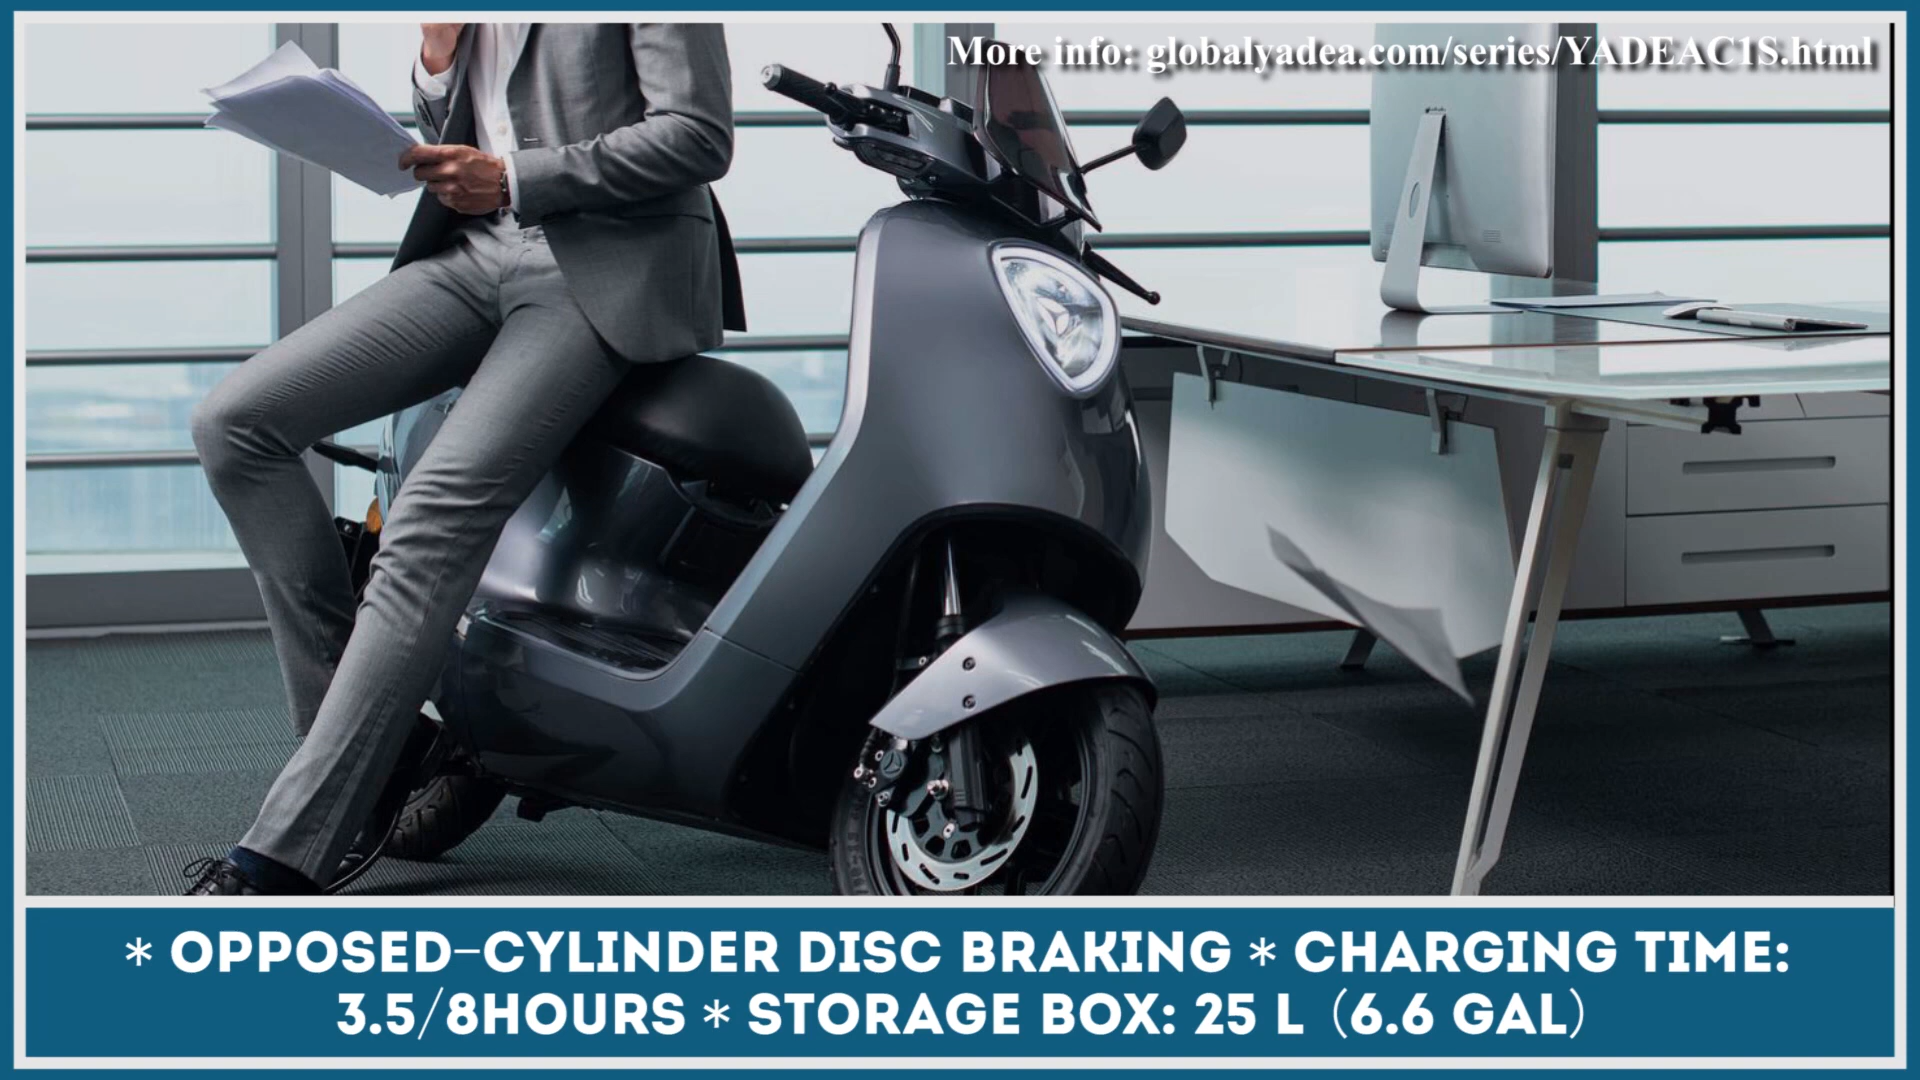 More info: globalyadea.com/series/YADEAC1S.html
* OPPOSED-CYLINDER DISC BRAKING * CHARGING TIME:
3.5/8HOURS * STORAGE BOX: 25 L (6.6 GAL)